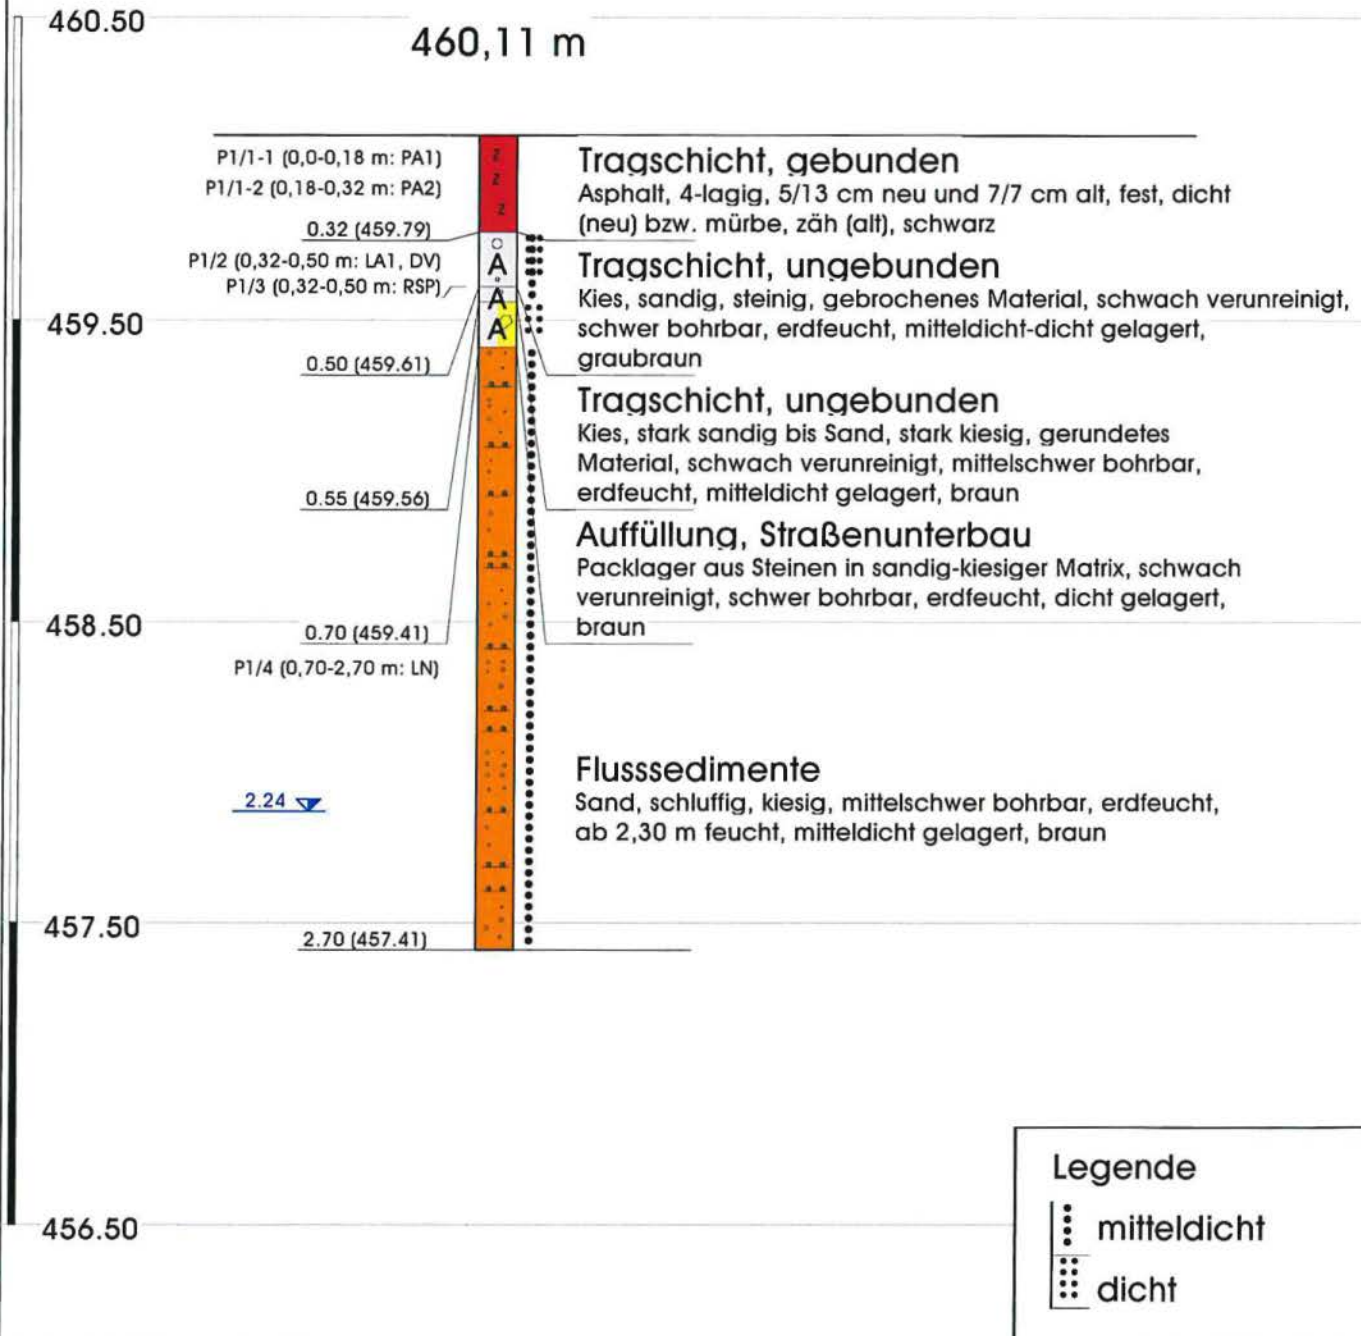 460.50
460,11 m
P1/1-1 (0,0-0,18 m: PA1)
P1/1-2 (0,18-0,32 m: PA2)
0.32 (459.79)
Tragschicht, gebunden
Asphalt, 4-lagig, 5/13 cm neu und 7/7 cm alt, fest, dicht
(neu) bzw. mürbe, zäh (alt), schwarz
P1/2 (0,32-0,50 m: LA1, DV)
P1/3 (0,32-0,50 m: RSP)
z
z
z
A
A
A
459.50
0.50 (459.61)
Tragschicht, ungebunden
Kies, sandig, steinig, gebrochenes Material, schwach verunreinigt,
schwer bohrbar, erdfeucht, mitteldicht-dicht gelagert,
graubraun
0.55 (459.56)
Tragschicht, ungebunden
Kies, stark sandig bis Sand, stark kiesig, gerundetes
Material, schwach verunreinigt, mittelschwer bohrbar,
erdfeucht, mitteldicht gelagert, braun
458.50
0.70 (459.41)
Auffüllung, Straßenunterbau
Packlager aus Steinen in sandig-kiesiger Matrix, schwach
verunreinigt, schwer bohrbar, erdfeucht, dicht gelagert,
braun
P1/4 (0,70-2,70 m: LN)
2.24
Flusssedimente
Sand, schluffig, kiesig, mittelschwer bohrbar, erdfeucht,
ab 2,30 m feucht, mitteldicht gelagert, braun
457.50
2.70 (457.41)
456.50
Legende
mitteldicht
dicht